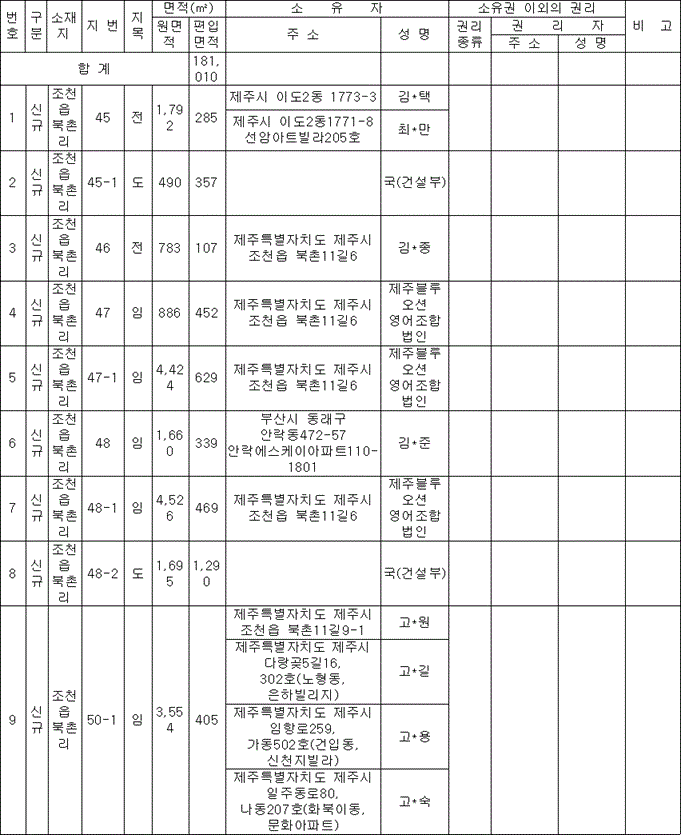 번호 구분 소재지 지 번 지목 면적(㎡) 소 유 자 소유권 이외의 권리 비 고
원면적 편입면적 주 소 성 명 권리종류 권 리 자
주 소 성 명
합 계 181,010
1 신규 조천읍 북촌리 45 전 1,792 285 제주시 이도2동 1773-3 김*택
제주시 이도2동1771-8
선암아트빌라205호 최*만
2 신규 조천읍 북촌리 45-1 도 490 357 국(건설부)
3 신규 조천읍 북촌리 46 전 783 107 제주특별자치도 제주시
조천읍 북촌11길6 김*종
4 신규 조천읍 북촌리 47 임 886 452 제주특별자치도 제주시
조천읍 북촌11길6 제주블루오션영어조합법인
5 신규 조천읍 북촌리 47-1 임 4,424 629 제주특별자치도 제주시
조천읍 북촌11길6 제주블루오션영어조합법인
6 신규 조천읍 북촌리 48 임 1,660 339 부산시 동래구
안락동472-57
안락에스케이아파트110-
1801 김*준
7 신규 조천읍 북촌리 48-1 임 4,526 469 제주특별자치도 제주시
조천읍 북촌11길6 제주블루오션영어조합법인
8 신규 조천읍 북촌리 48-2 도 1,695 1,290 국(건설부)
9 신규 조천읍 북촌리 50-1 임 3,554 405 제주특별자치도 제주시
조천읍 북촌11길9-1 고*원
제주특별자치도 제주시
다랑곶5길16,
302호(노형동,
은하빌리지) 고*길
제주특별자치도 제주시
임항로259,
가동502호(건입동,
신천지빌라) 고*용
제주특별자치도 제주시
일주동로80,
나동207호(화북이동,
문화아파트) 고*숙